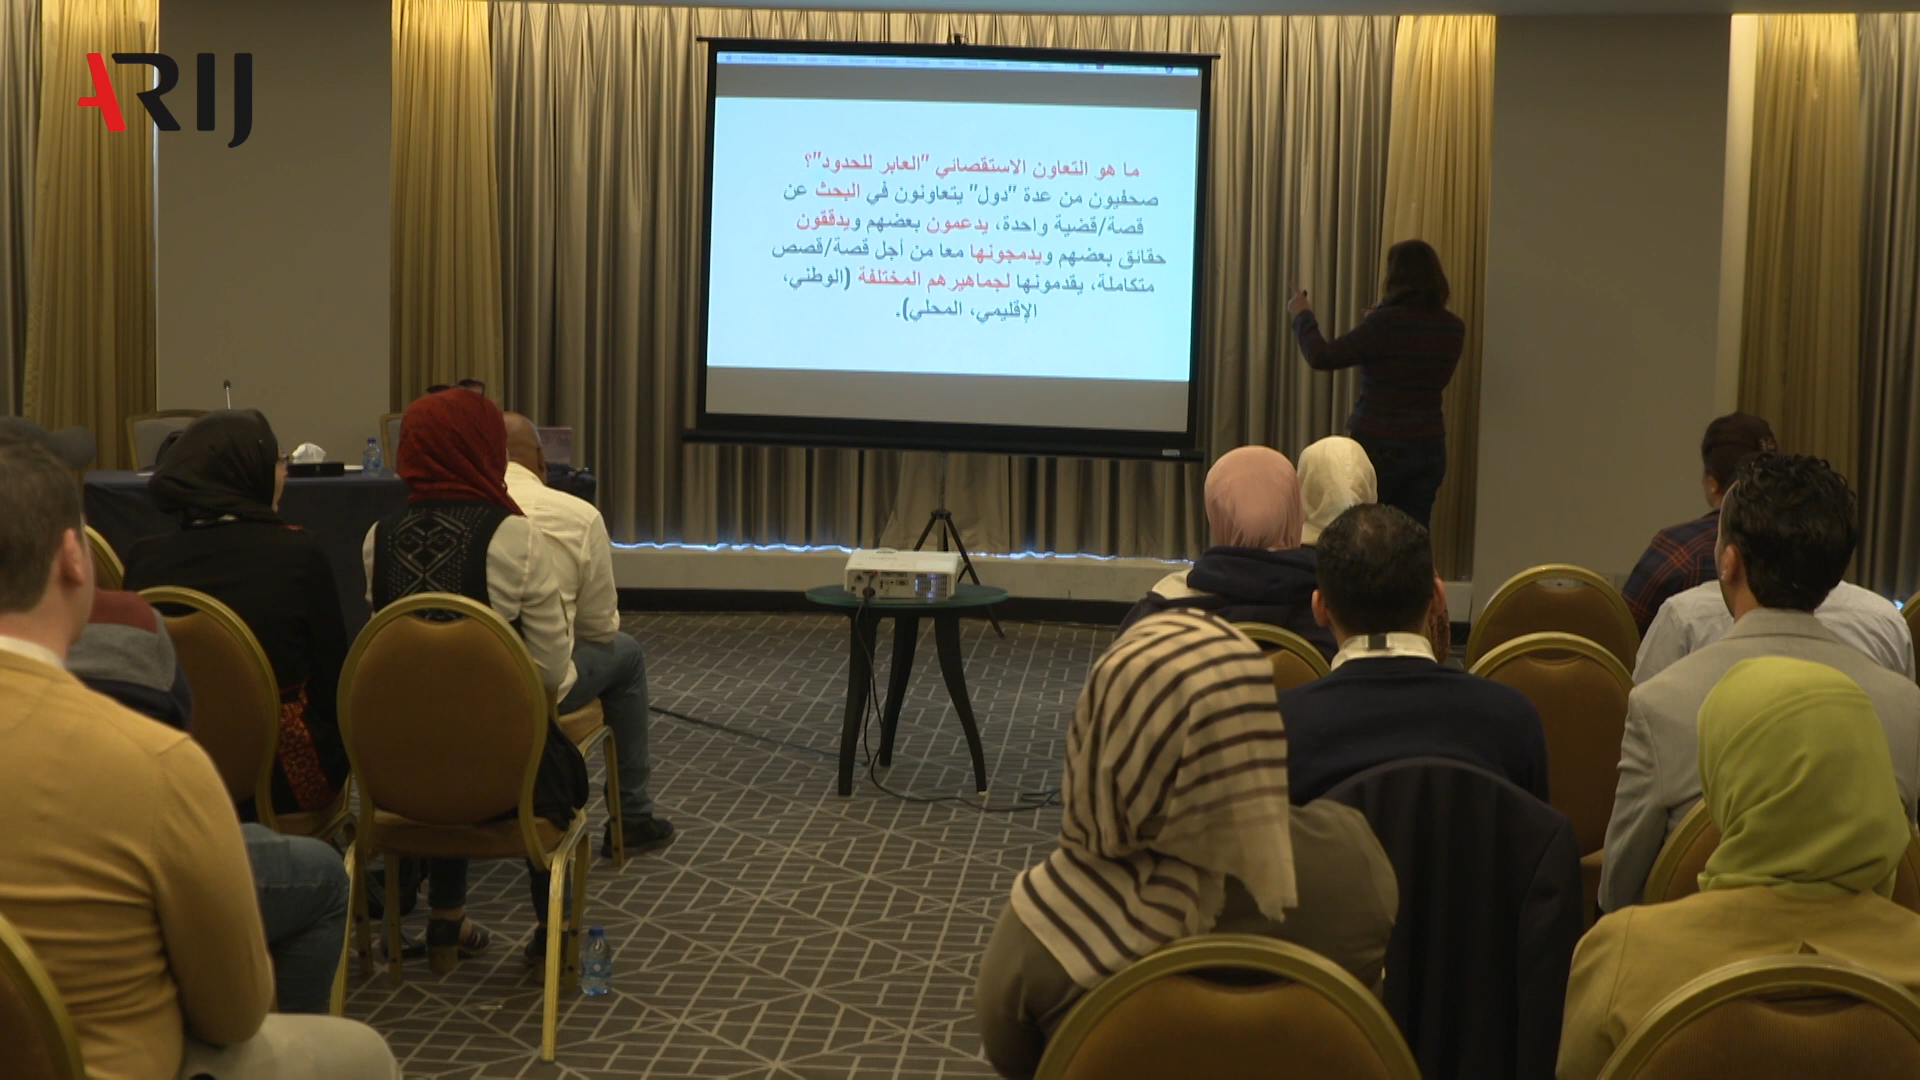 ARIJ
ما هو التعاون الاستقصائي "العابر للحدود"؟
صحفيون من عدة "دول" يتعاونون في البحث عن
قصة/قضية واحدة، يدعمون بعضهم ويدققون
حقائق بعضهم ويدمجونها معا من أجل قصة/قصص
متكاملة، يقدمونها لجماهيرهم المختلفة (الوطني،
الإقليمي، المحلي).